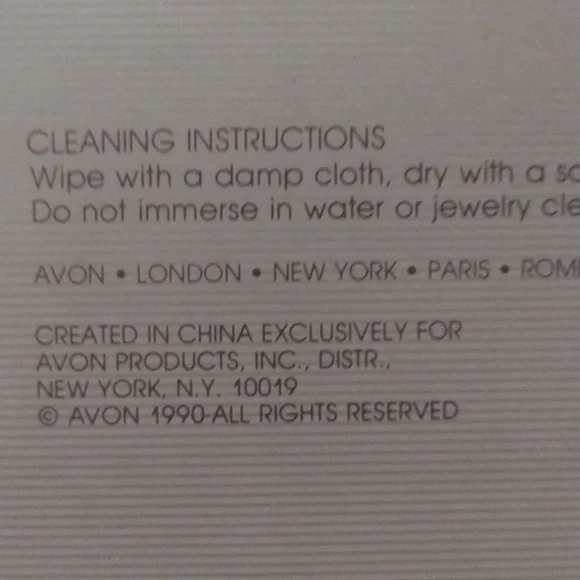 CLEANING INSTRUCTIONS
Wipe with a damp cloth, dry with a
Do not immerse in water or jewelry
AVON • LONDON • NEW YORK • PARIS • ROME
CREATED IN CHINA EXCLUSIVELY FOR
AVON PRODUCTS, INC., DISTR.,
NEW YORK, N.Y. 10019
© AVON 1990-ALL RIGHTS RESERVED